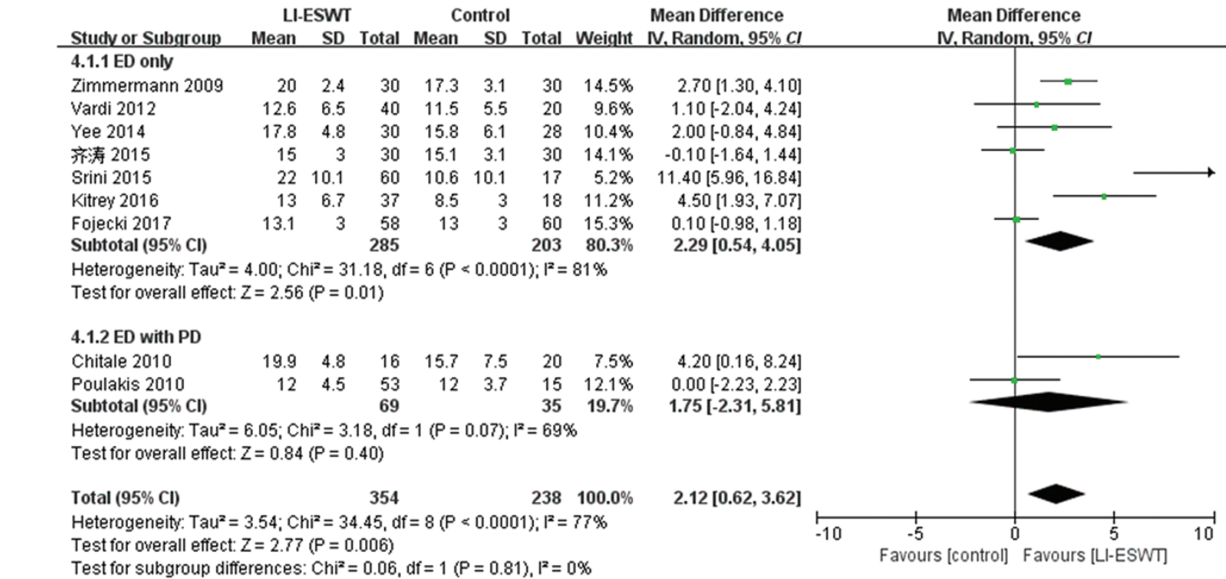 LI-ESWT Control Mean Difference Mean Difference
Study or Subgroup Mean SD Total Mean SD Total Weight IV, Random, 95% CI IV, Random, 95% CI
4.1.1 ED only
Zimmermann 2009 20 2.4 30 17.3 3.1 30 14.5% 2.70 [1.30, 4.10]
Vardi 2012 12.6 6.5 40 11.5 5.5 20 9.6% 1.10 [-2.04, 4.24]
Yee 2014 17.8 4.8 30 15.8 6.1 28 10.4% 2.00 [-0.84, 4.84]
齐涛 2015 15 3 30 15.1 3.1 30 14.1% -0.10 [-1.64, 1.44]
Srini 2015 22 10.1 60 10.6 10.1 17 5.2% 11.40 [5.96, 16.84]
Kitrey 2016 13 6.7 37 8.5 3 18 11.2% 4.50 [1.93, 7.07]
Fojecki 2017 13.1 3 58 13 3 60 15.3% 0.10 [-0.98, 1.18]
Subtotal (95% CI) 285 203 80.3% 2.29 [0.54, 4.05]
Heterogeneity: Tau² = 4.00; Chi² = 31.18, df = 6 (P < 0.0001); I² = 81%
Test for overall effect: Z = 2.56 (P = 0.01)
4.1.2 ED with PD
Chitale 2010 19.9 4.8 16 15.7 7.5 20 7.5% 4.20 [0.16, 8.24]
Poulakis 2010 12 4.5 53 12 3.7 15 12.1% 0.00 [-2.23, 2.23]
Subtotal (95% CI) 69 35 19.7% 1.75 [-2.31, 5.81]
Heterogeneity: Tau² = 6.05; Chi² = 3.18, df = 1 (P = 0.07); I² = 69%
Test for overall effect: Z = 0.84 (P = 0.40)
Total (95% CI) 354 238 100.0% 2.12 [0.62, 3.62]
Heterogeneity: Tau² = 3.54; Chi² = 34.45, df = 8 (P < 0.0001); I² = 77%
Test for overall effect: Z = 2.77 (P = 0.006)
Test for subgroup differences: Chi² = 0.06, df = 1 (P = 0.81), I² = 0%
-10 -5 0 5 10
Favours [control] Favours [LI-ESWT]